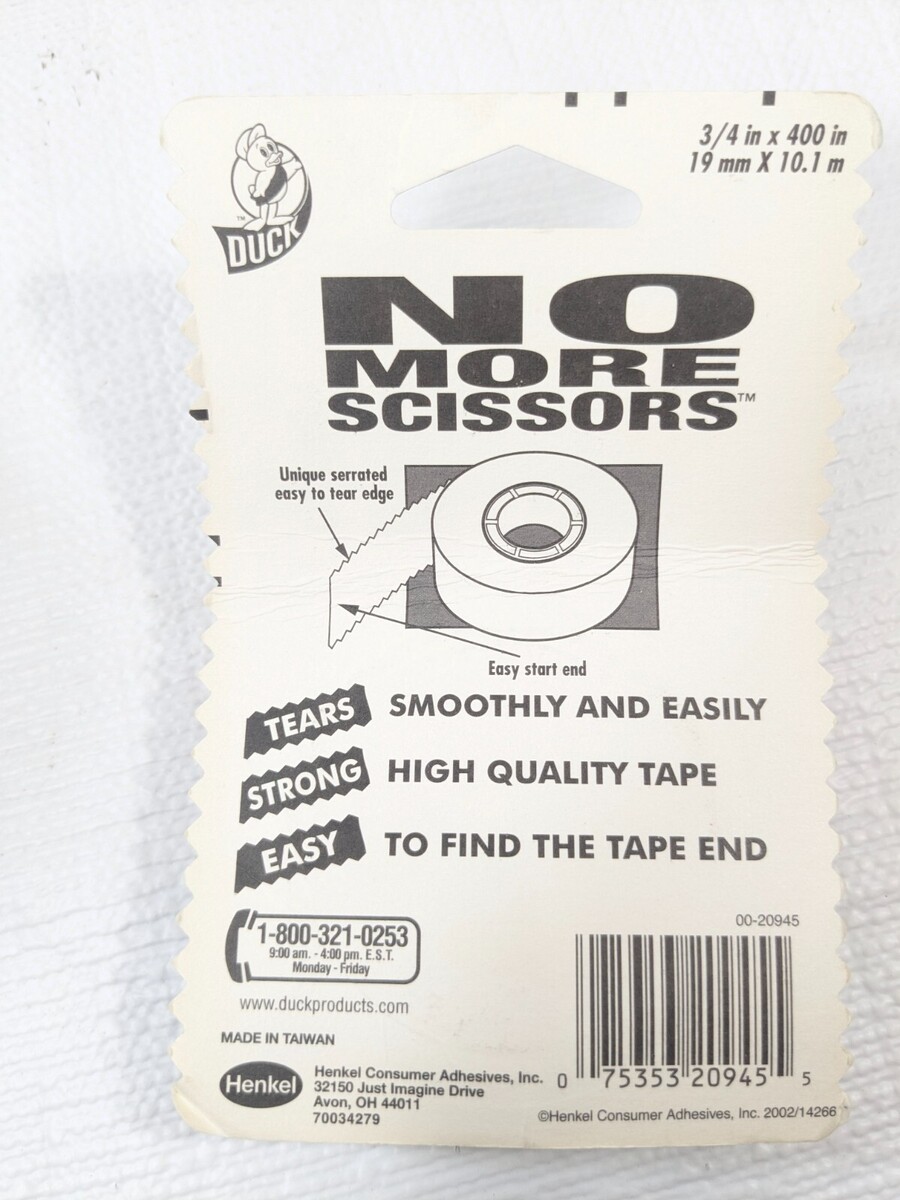 3/4 in x 400 in
19 mm X 10.1 m
™
DUCK
NO
MORE
SCISSORS™
Unique serrated
easy to tear edge
Easy start end
TEARS SMOOTHLY AND EASILY
STRONG HIGH QUALITY TAPE
EASY TO FIND THE TAPE END
1-800-321-0253
9:00 am. - 4:00 pm. E.S.T.
Monday - Friday
www.duckproducts.com
MADE IN TAIWAN
Henkel
Henkel Consumer Adhesives, Inc.
32150 Just Imagine Drive
Avon, OH 44011
70034279
00-20945
0 75353 20945 5
©Henkel Consumer Adhesives, Inc. 2002/14266